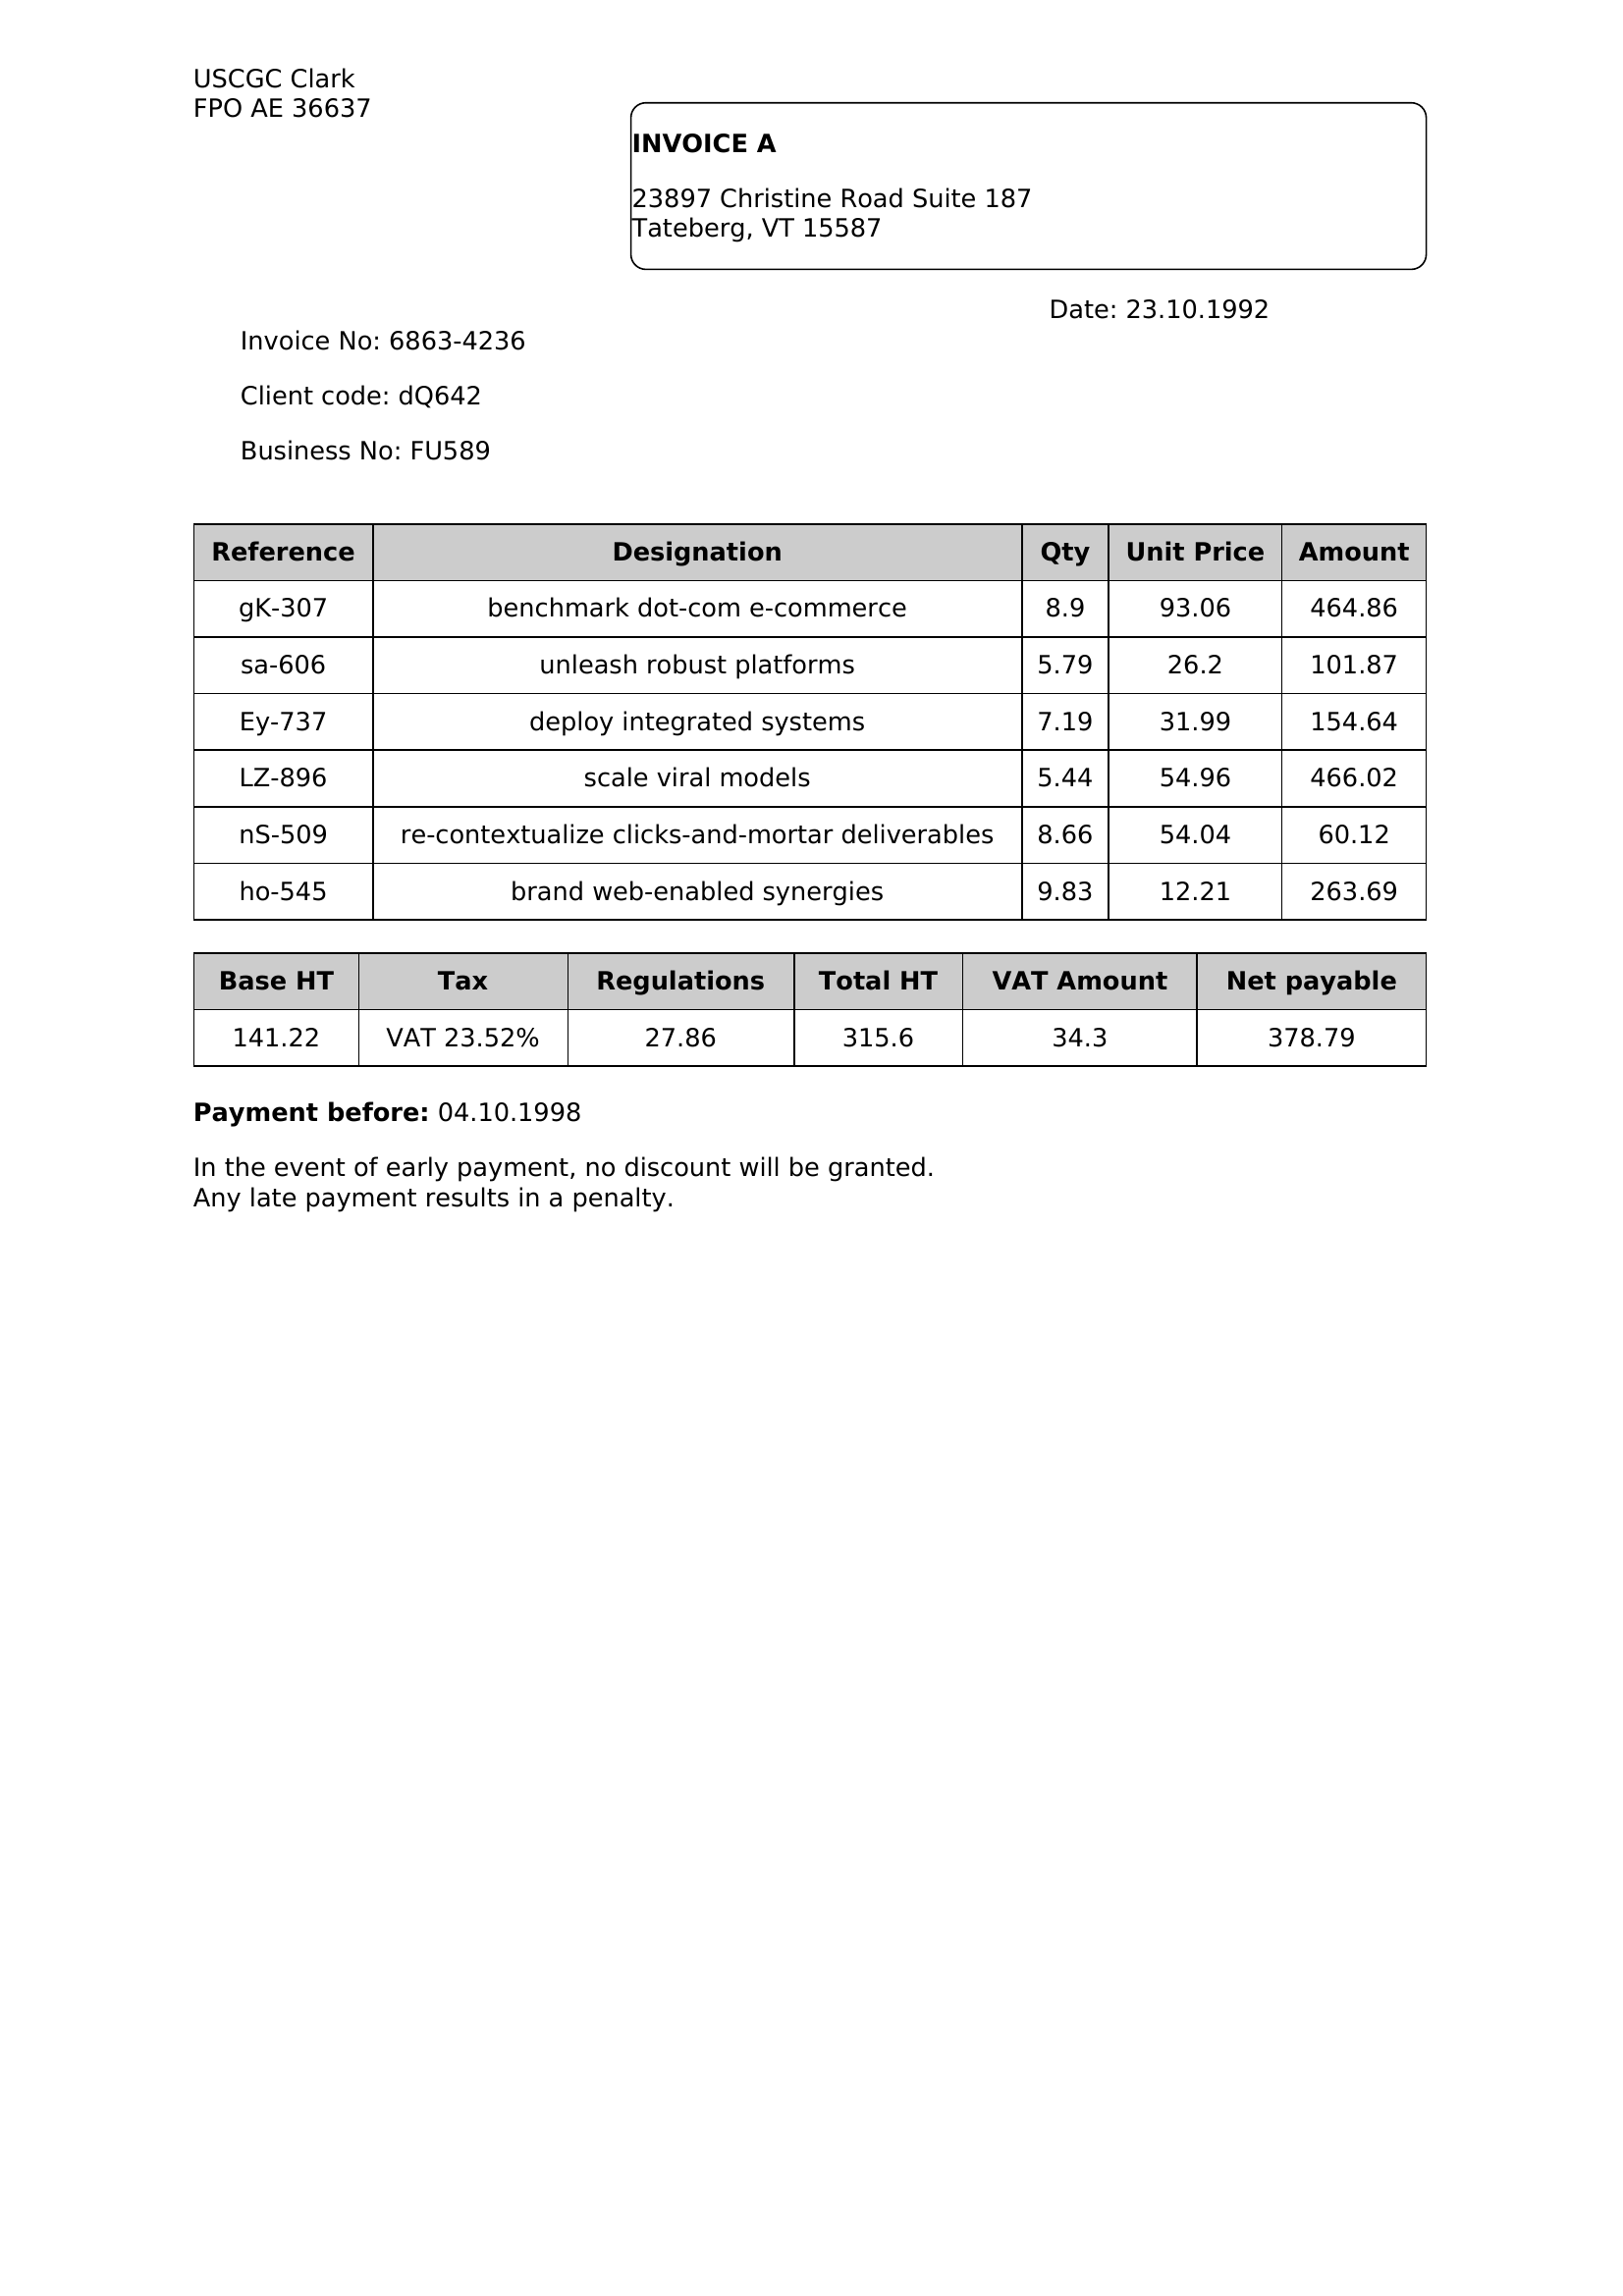 USCGC Clark
FPO AE 36637
INVOICE A
23897 Christine Road Suite 187
Tateberg, VT 15587
Date: 23.10.1992
Invoice No: 6863-4236
Client code: dQ642
Business No: FU589
Reference Designation Qty Unit Price Amount
gK-307 benchmark dot-com e-commerce 8.9 93.06 464.86
sa-606 unleash robust platforms 5.79 26.2 101.87
Ey-737 deploy integrated systems 7.19 31.99 154.64
LZ-896 scale viral models 5.44 54.96 466.02
nS-509 re-contextualize clicks-and-mortar deliverables 8.66 54.04 60.12
ho-545 brand web-enabled synergies 9.83 12.21 263.69
Base HT Tax Regulations Total HT VAT Amount Net payable
141.22 VAT 23.52% 27.86 315.6 34.3 378.79
Payment before: 04.10.1998
In the event of early payment, no discount will be granted.
Any late payment results in a penalty.